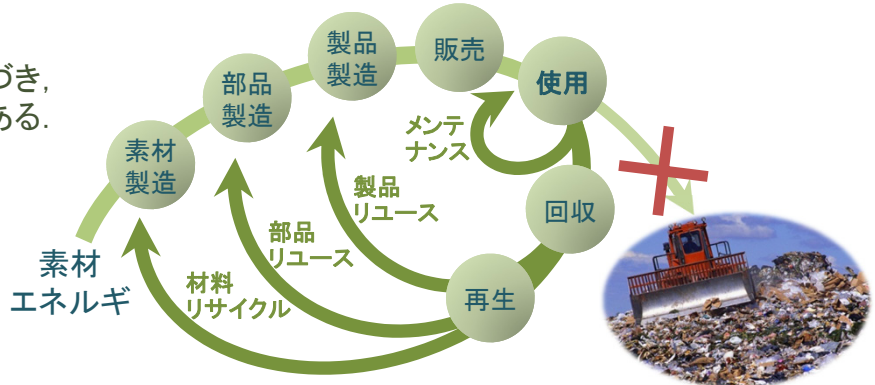 づき,
ある.
素材
製造
部品
製造
製品
製造
販売
使用
メンテ
ナンス
回収
再生
製品
リユース
部品
リユース
材料
リサイクル
素材
エネルギ